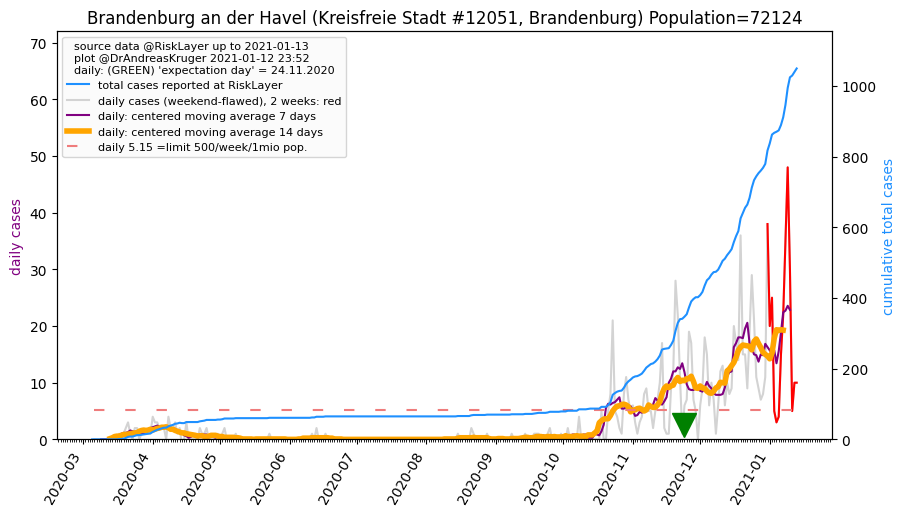 Brandenburg an der Havel (Kreisfreie Stadt #12051, Brandenburg) Population=72124
source data @RiskLayer up to 2021-01-13
plot @DrAndreasKruger 2021-01-12 23:52
daily: (GREEN) 'expectation day' = 24.11.2020
total cases reported at RiskLayer
daily cases (weekend-flawed), 2 weeks: red
daily: centered moving average 7 days
daily: centered moving average 14 days
daily 5.15 =limit 500/week/1mio pop.
daily cases
70
60
50
40
30
20
10
0
cumulative total cases
1000
800
600
400
200
0
2020-03
2020-04
2020-05
2020-06
2020-07
2020-08
2020-09
2020-10
2020-11
2020-12
2021-01